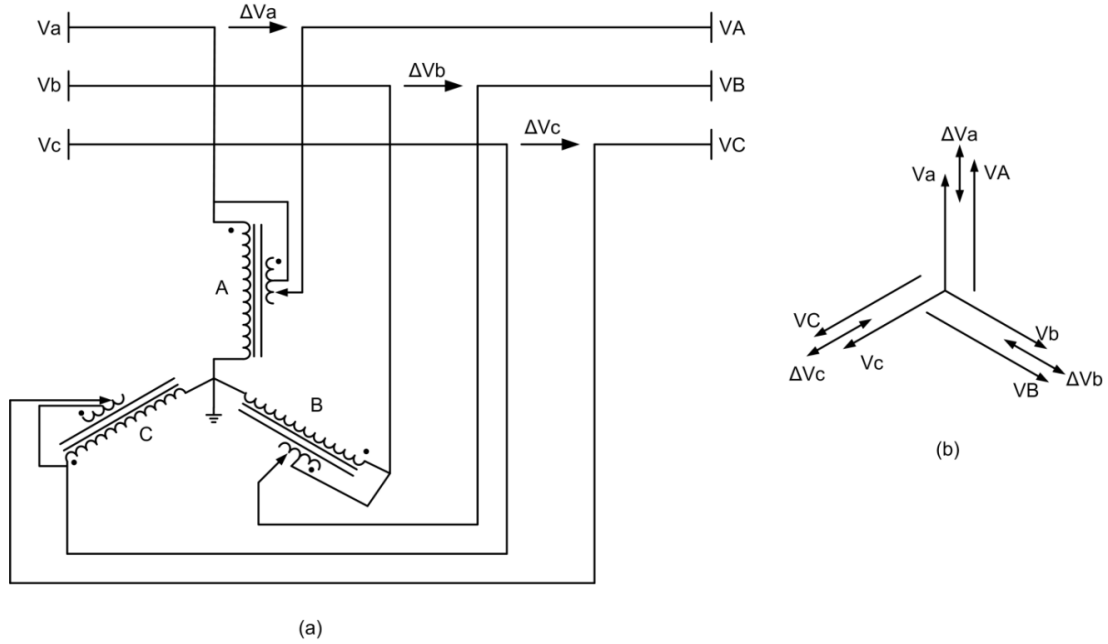 Va ΔVa VA
Vb ΔVb VB
Vc ΔVc VC
A
B
C
(a)
ΔVa
Va VA
VC Vb
ΔVc Vc VB ΔVb
(b)